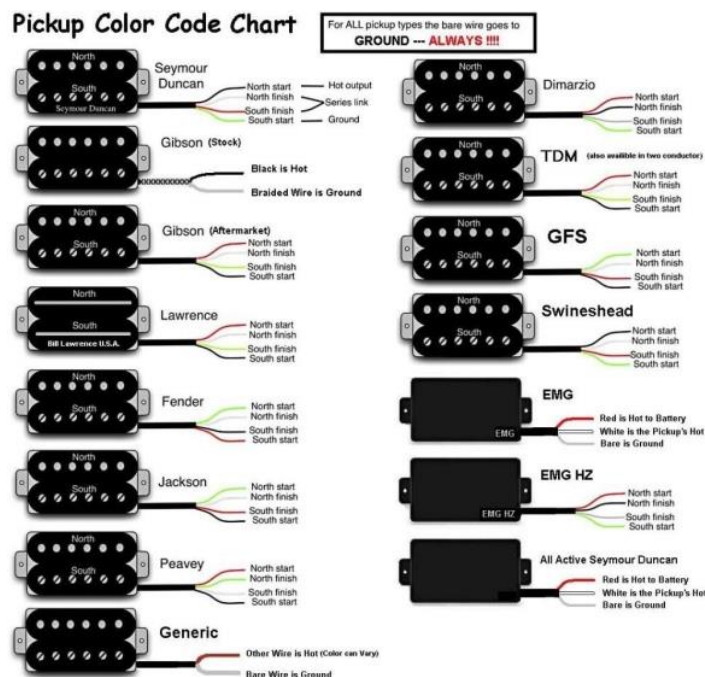 Pickup Color Code Chart
For ALL pickup types the bare wire goes to
GROUND --- ALWAYS !!!!
North
South
Seymour Duncan
Seymour
Duncan
North start
North finish
South finish
South start
Hot output
Series link
Ground
Gibson (Stock)
Black is Hot
Braided Wire is Ground
North
South
Gibson (Aftermarket)
North start
North finish
South finish
South start
North
South
Bill Lawrence U.S.A.
Lawrence
North start
North finish
South finish
South start
North
South
Fender
North start
North finish
South finish
South start
North
South
Jackson
North start
North finish
South finish
South start
North
South
Peavey
North start
North finish
South finish
South start
Generic
Other Wire is Hot (Color can Vary)
Bare Wire is Ground
North
South
Dimarzio
North start
North finish
South finish
South start
North
South
TDM (also availible in two conductor)
North start
North finish
South finish
South start
North
South
GFS
North start
North finish
South finish
South start
North
South
Swineshead
North start
North finish
South finish
South start
EMG
EMG
Red is Hot to Battery
White is the Pickup's Hot
Bare is Ground
EMG HZ
EMG HZ
North start
North finish
South finish
South start
All Active Seymour Duncan
Red is Hot to Battery
White is the Pickup's Hot
Bare is Ground